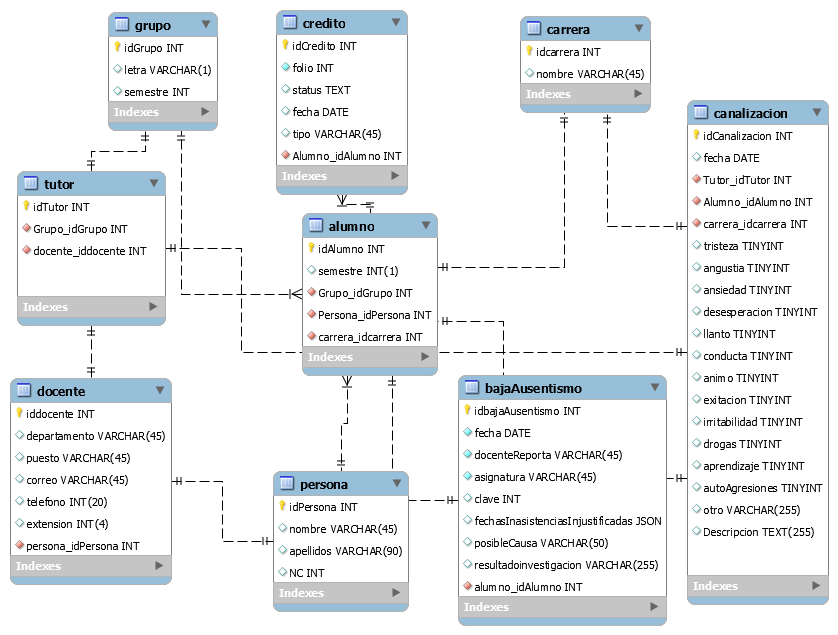 grupo
idGrupo INT
letra VARCHAR(1)
semestre INT
Indexes
credito
idCredito INT
folio INT
status TEXT
fecha DATE
tipo VARCHAR(45)
Alumno_idAlumno INT
Indexes
carrera
idcarrera INT
nombre VARCHAR(45)
Indexes
canalizacion
idCanalizacion INT
fecha DATE
Tutor_idTutor INT
Alumno_idAlumno INT
carrera_idcarrera INT
tristeza TINYINT
angustia TINYINT
ansiedad TINYINT
desesperacion TINYINT
llanto TINYINT
conducta TINYINT
animo TINYINT
exitacion TINYINT
irritabilidad TINYINT
drogas TINYINT
aprendizaje TINYINT
autoAgresiones TINYINT
otro VARCHAR(255)
Descripcion TEXT(255)
Indexes
tutor
idTutor INT
Grupo_idGrupo INT
docente_iddocente INT
Indexes
alumno
idAlumno INT
semestre INT(1)
Grupo_idGrupo INT
Persona_idPersona INT
carrera_idcarrera INT
Indexes
docente
iddocente INT
departamento VARCHAR(45)
puesto VARCHAR(45)
correo VARCHAR(45)
telefono INT(20)
extension INT(4)
persona_idPersona INT
Indexes
persona
idPersona INT
nombre VARCHAR(45)
apellidos VARCHAR(90)
NC INT
Indexes
bajaAusentismo
idbajaAusentismo INT
fecha DATE
docenteReporta VARCHAR(45)
asignatura VARCHAR(45)
clave INT
fechasInasistenciasInjustificadas JSON
posibleCausa VARCHAR(50)
resultadoinvestigacion VARCHAR(255)
alumno_idAlumno INT
Indexes